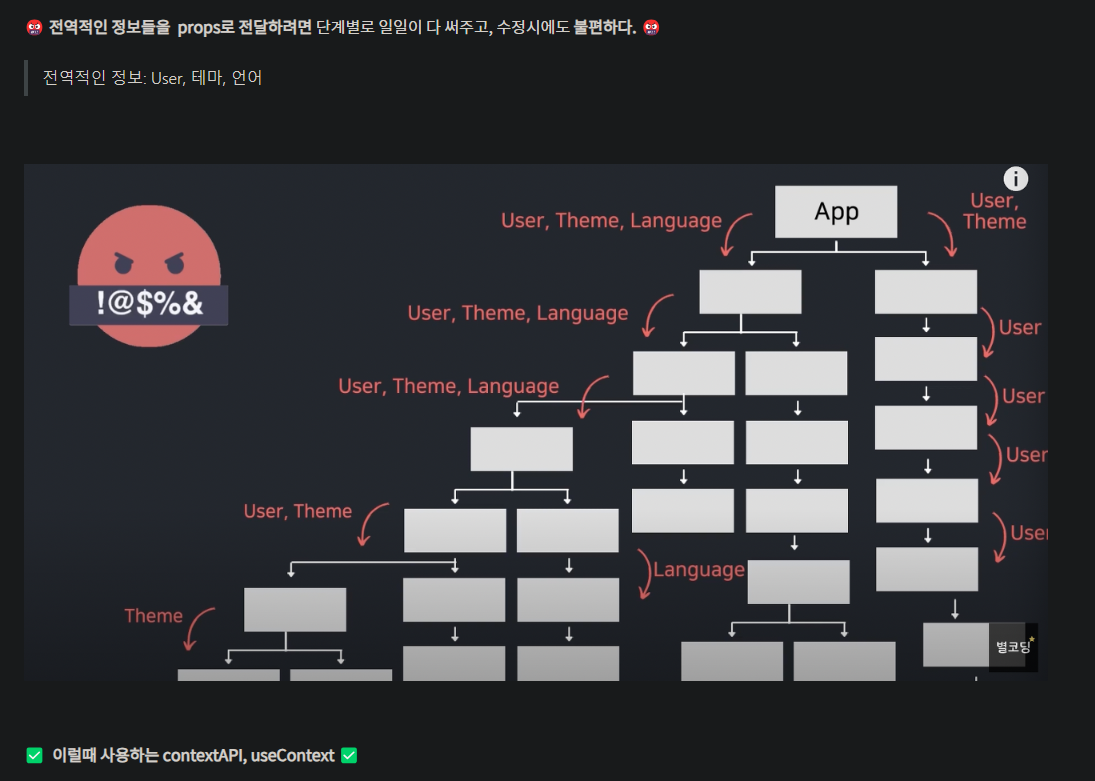 👹 전역적인 정보들을 props로 전달하려면 단계별로 일일이 다 써주고, 수정시에도 불편하다. 👹
전역적인 정보: User, 테마, 언어
App
User, Theme, Language
User,
Theme
!@$%&
User, Theme, Language
User
User, Theme, Language
User
User
User, Theme
User
Language
Theme
별코딩
✅ 이럴때 사용하는 contextAPI, useContext ✅